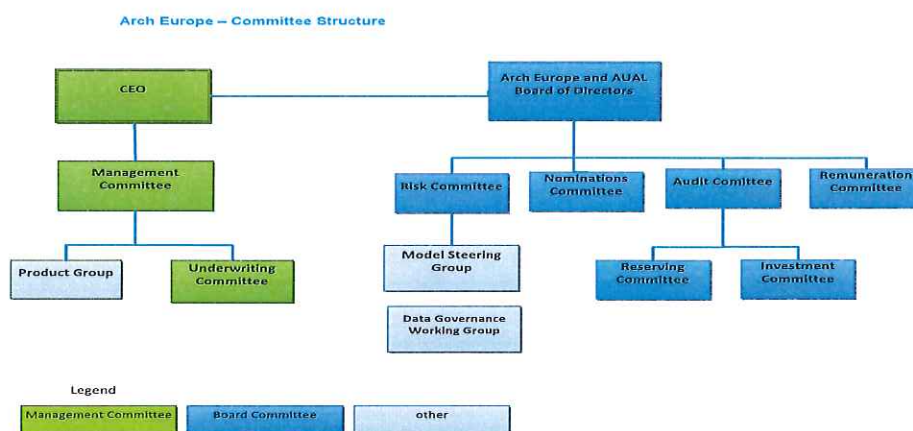 Arch Europe – Committee Structure
CEO
Arch Europe and AUAL
Board of Directors
Management
Committee
Risk Committee
Nominations
Committee
Audit Comittee
Remuneration
Committee
Product Group
Underwriting
Committee
Model Steering
Group
Reserving
Committee
Investment
Committee
Data Governance
Working Group
Legend
Management Committee
Board Committee
other